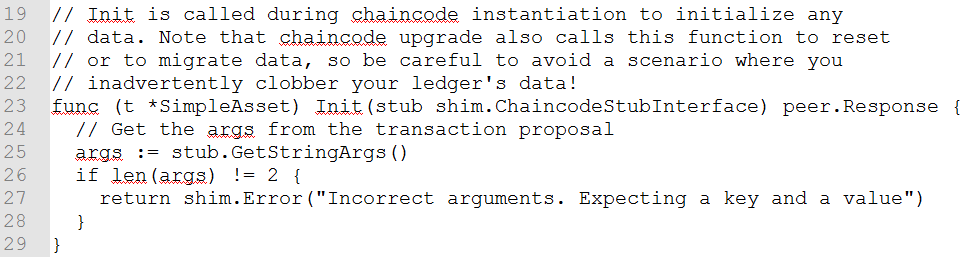 19 // Init is called during chaincode instantiation to initialize any
20 // data. Note that chaincode upgrade also calls this function to reset
21 // or to migrate data, so be careful to avoid a scenario where you
22 // inadvertently clobber your ledger's data!
23 func (t *SimpleAsset) Init(stub shim.ChaincodeStubInterface) peer.Response {
24   // Get the args from the transaction proposal
25   args := stub.GetStringArgs()
26   if len(args) != 2 {
27     return shim.Error("Incorrect arguments. Expecting a key and a value")
28   }
29 }